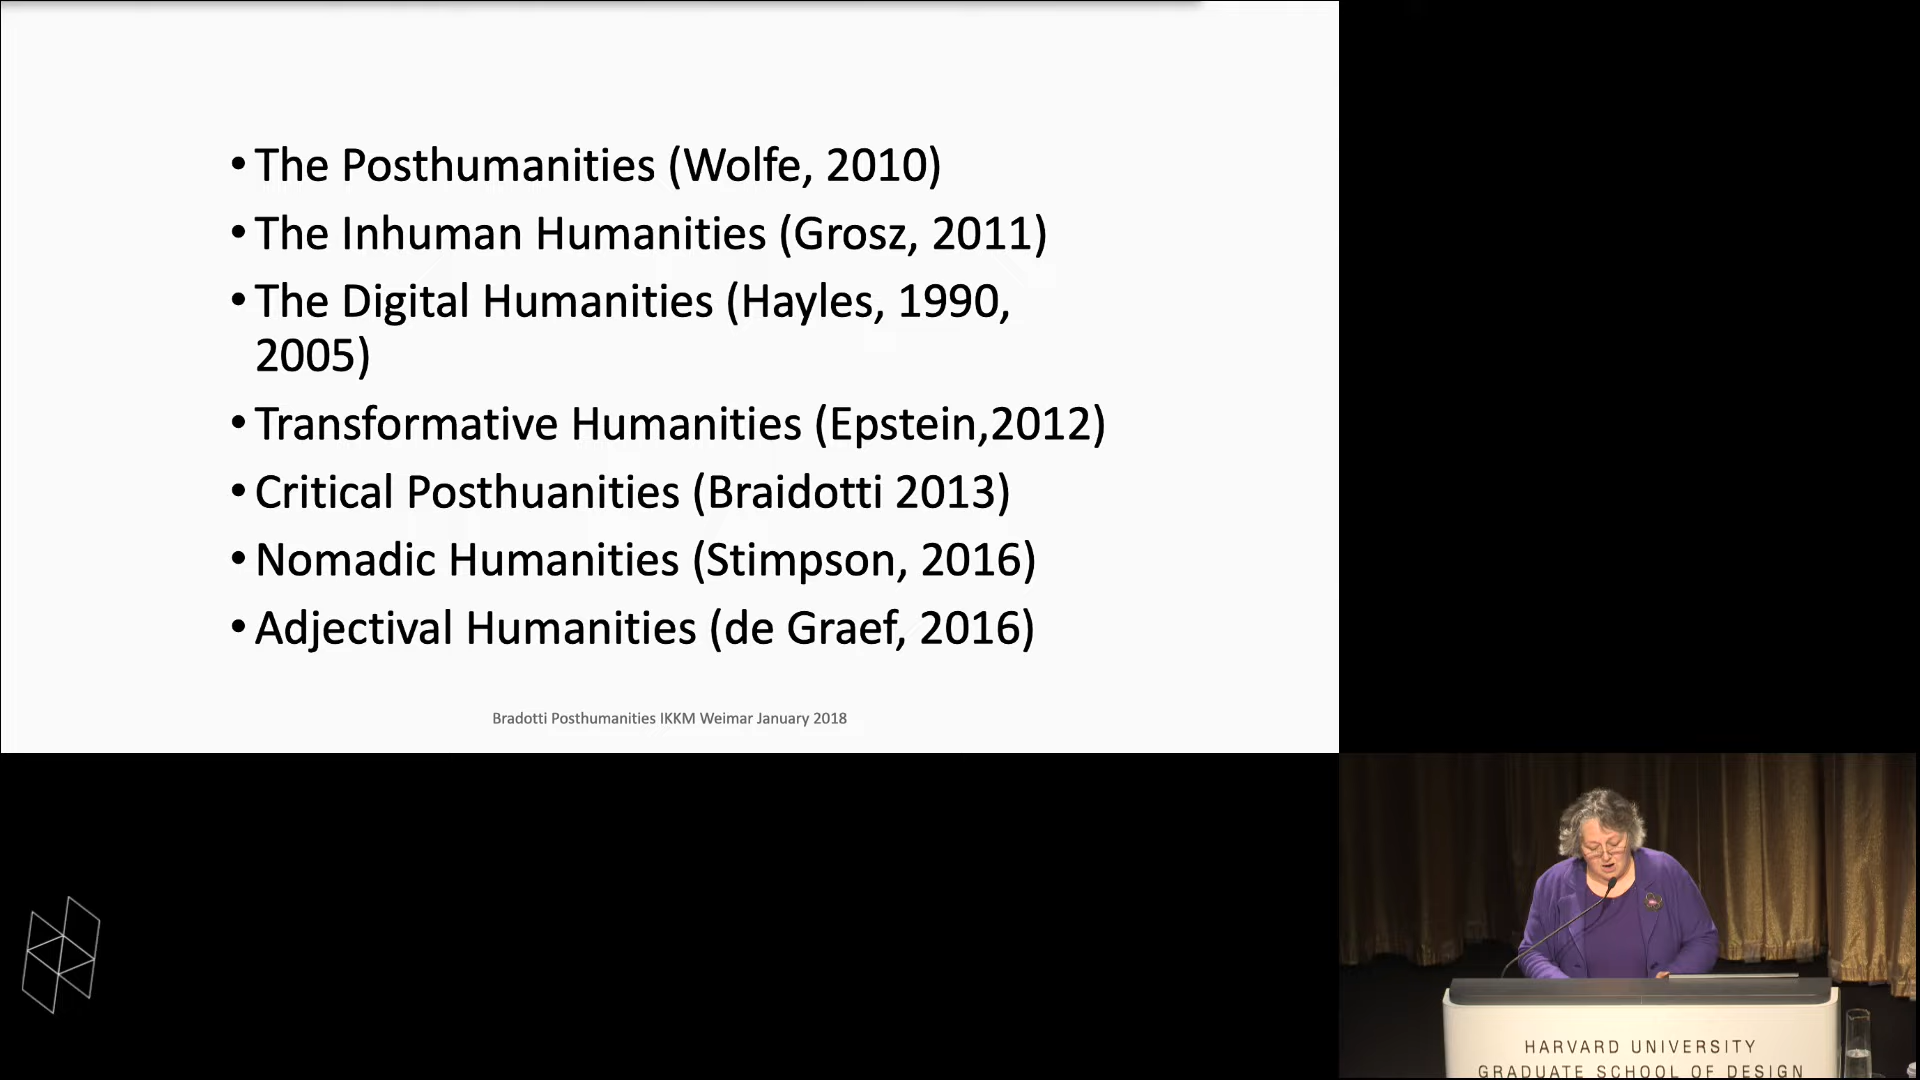 • The Posthumanities (Wolfe, 2010)
• The Inhuman Humanities (Grosz, 2011)
• The Digital Humanities (Hayles, 1990,
2005)
• Transformative Humanities (Epstein,2012)
• Critical Posthuanities (Braidotti 2013)
• Nomadic Humanities (Stimpson, 2016)
• Adjectival Humanities (de Graef, 2016)
Bradotti Posthumanities IKKM Weimar January 2018
HARVARD UNIVERSITY
GRADUATE SCHOOL OF DESIGN